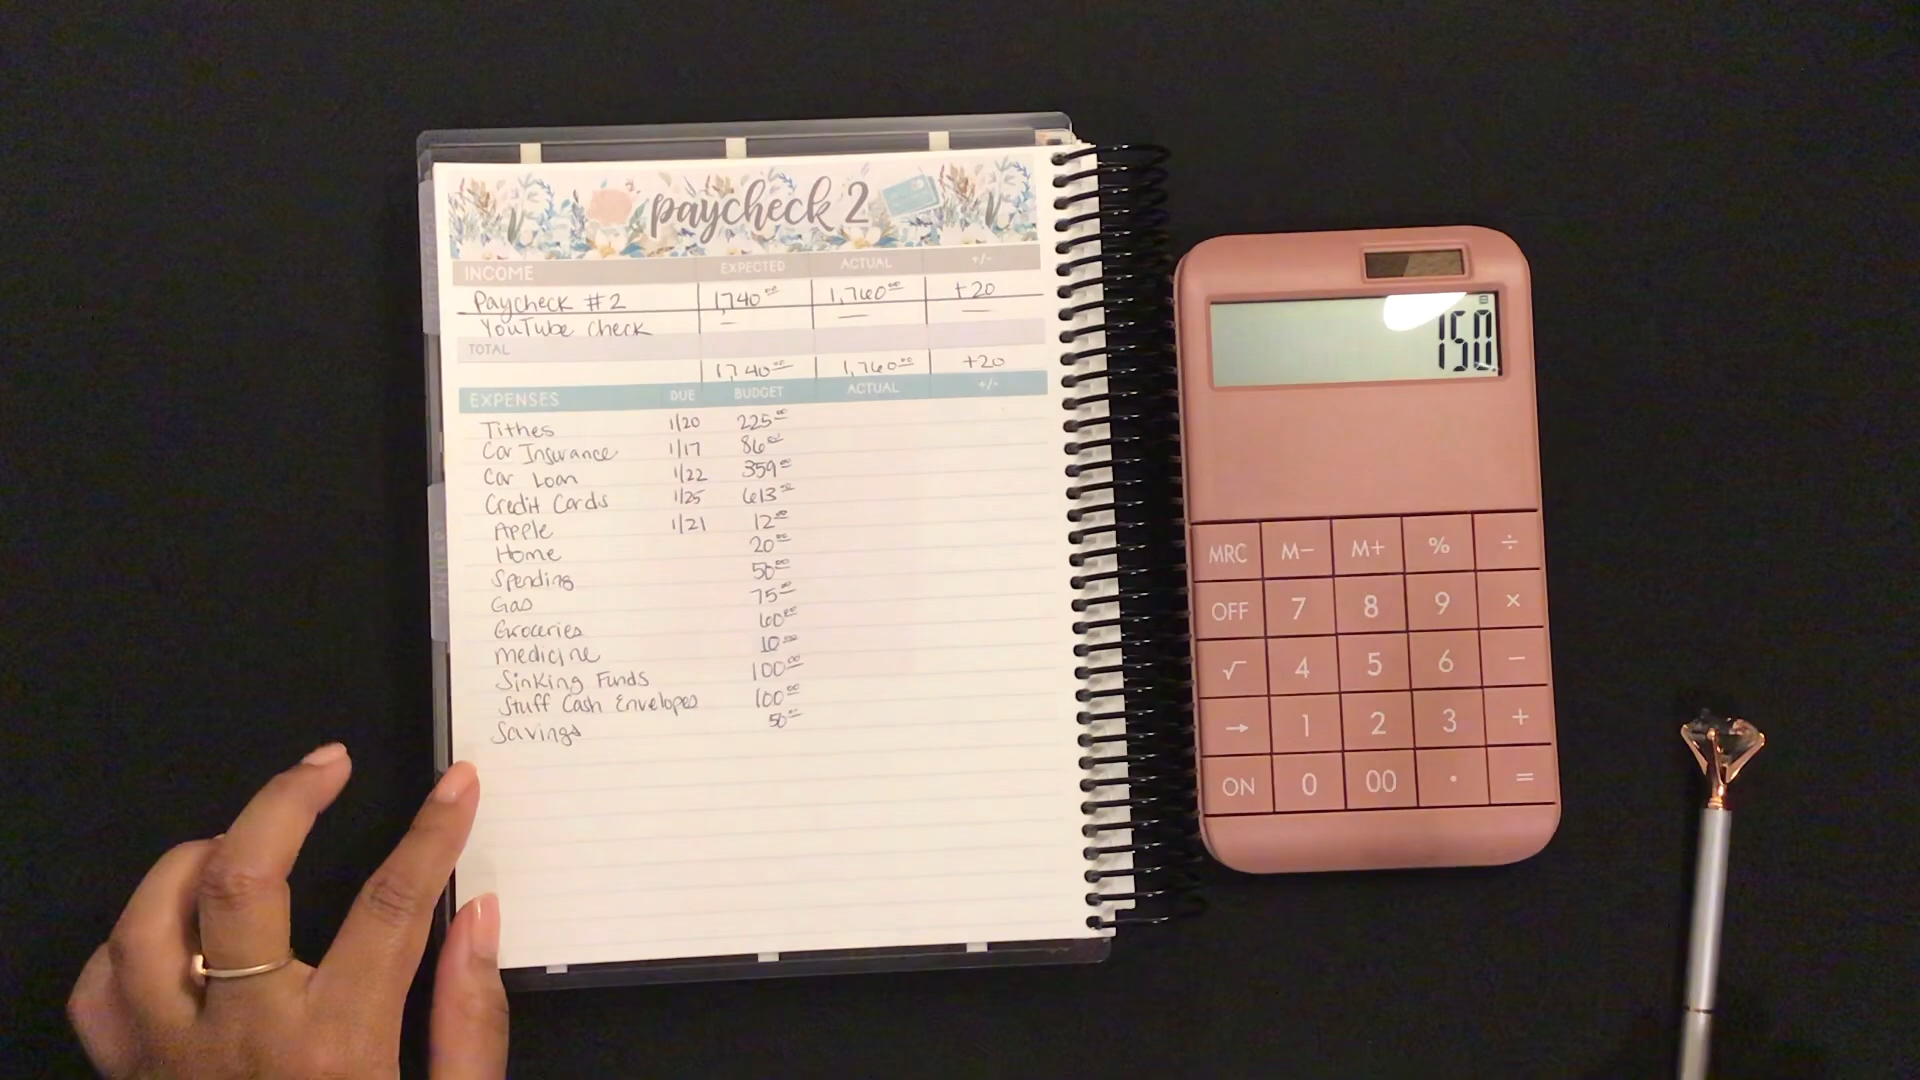 paycheck 2
INCOME EXPECTED ACTUAL +/-
Paycheck #2 1,740.00 1,760.00 +20
YouTube Check — — —
TOTAL
1740.00 1,760.00 +20
EXPENSES DUE BUDGET ACTUAL +/-
Tithes 1/20 225.00
Car Insurance 1/17 86.00
Car Loan 1/22 359.00
Credit Cards 1/25 613.00
Apple 1/21 12.00
Home 20.00
Spending 50.00
Gas 75.00
Groceries 60.00
medicine 10.00
Sinking Funds 100.00
Stuff Cash Envelopes 100.00
Savings 50.00
150.
MRC M− M+ % ÷
OFF 7 8 9 ×
√ 4 5 6 −
→ 1 2 3 +
ON 0 00 . =